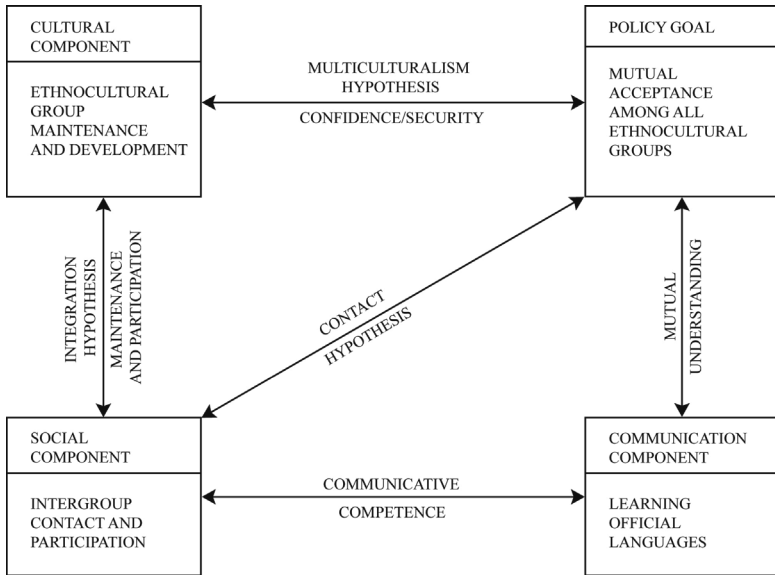 CULTURAL
COMPONENT
ETHNOCULTURAL
GROUP
MAINTENANCE
AND DEVELOPMENT
MULTICULTURALISM
HYPOTHESIS
CONFIDENCE/SECURITY
POLICY GOAL
MUTUAL
ACCEPTANCE
AMONG ALL
ETHNOCULTURAL
GROUPS
INTEGRATION
HYPOTHESIS
MAINTENANCE
AND PARTICIPATION
CONTACT
HYPOTHESIS
MUTUAL
UNDERSTANDING
SOCIAL
COMPONENT
INTERGROUP
CONTACT AND
PARTICIPATION
COMMUNICATIVE
COMPETENCE
COMMUNICATION
COMPONENT
LEARNING
OFFICIAL
LANGUAGES